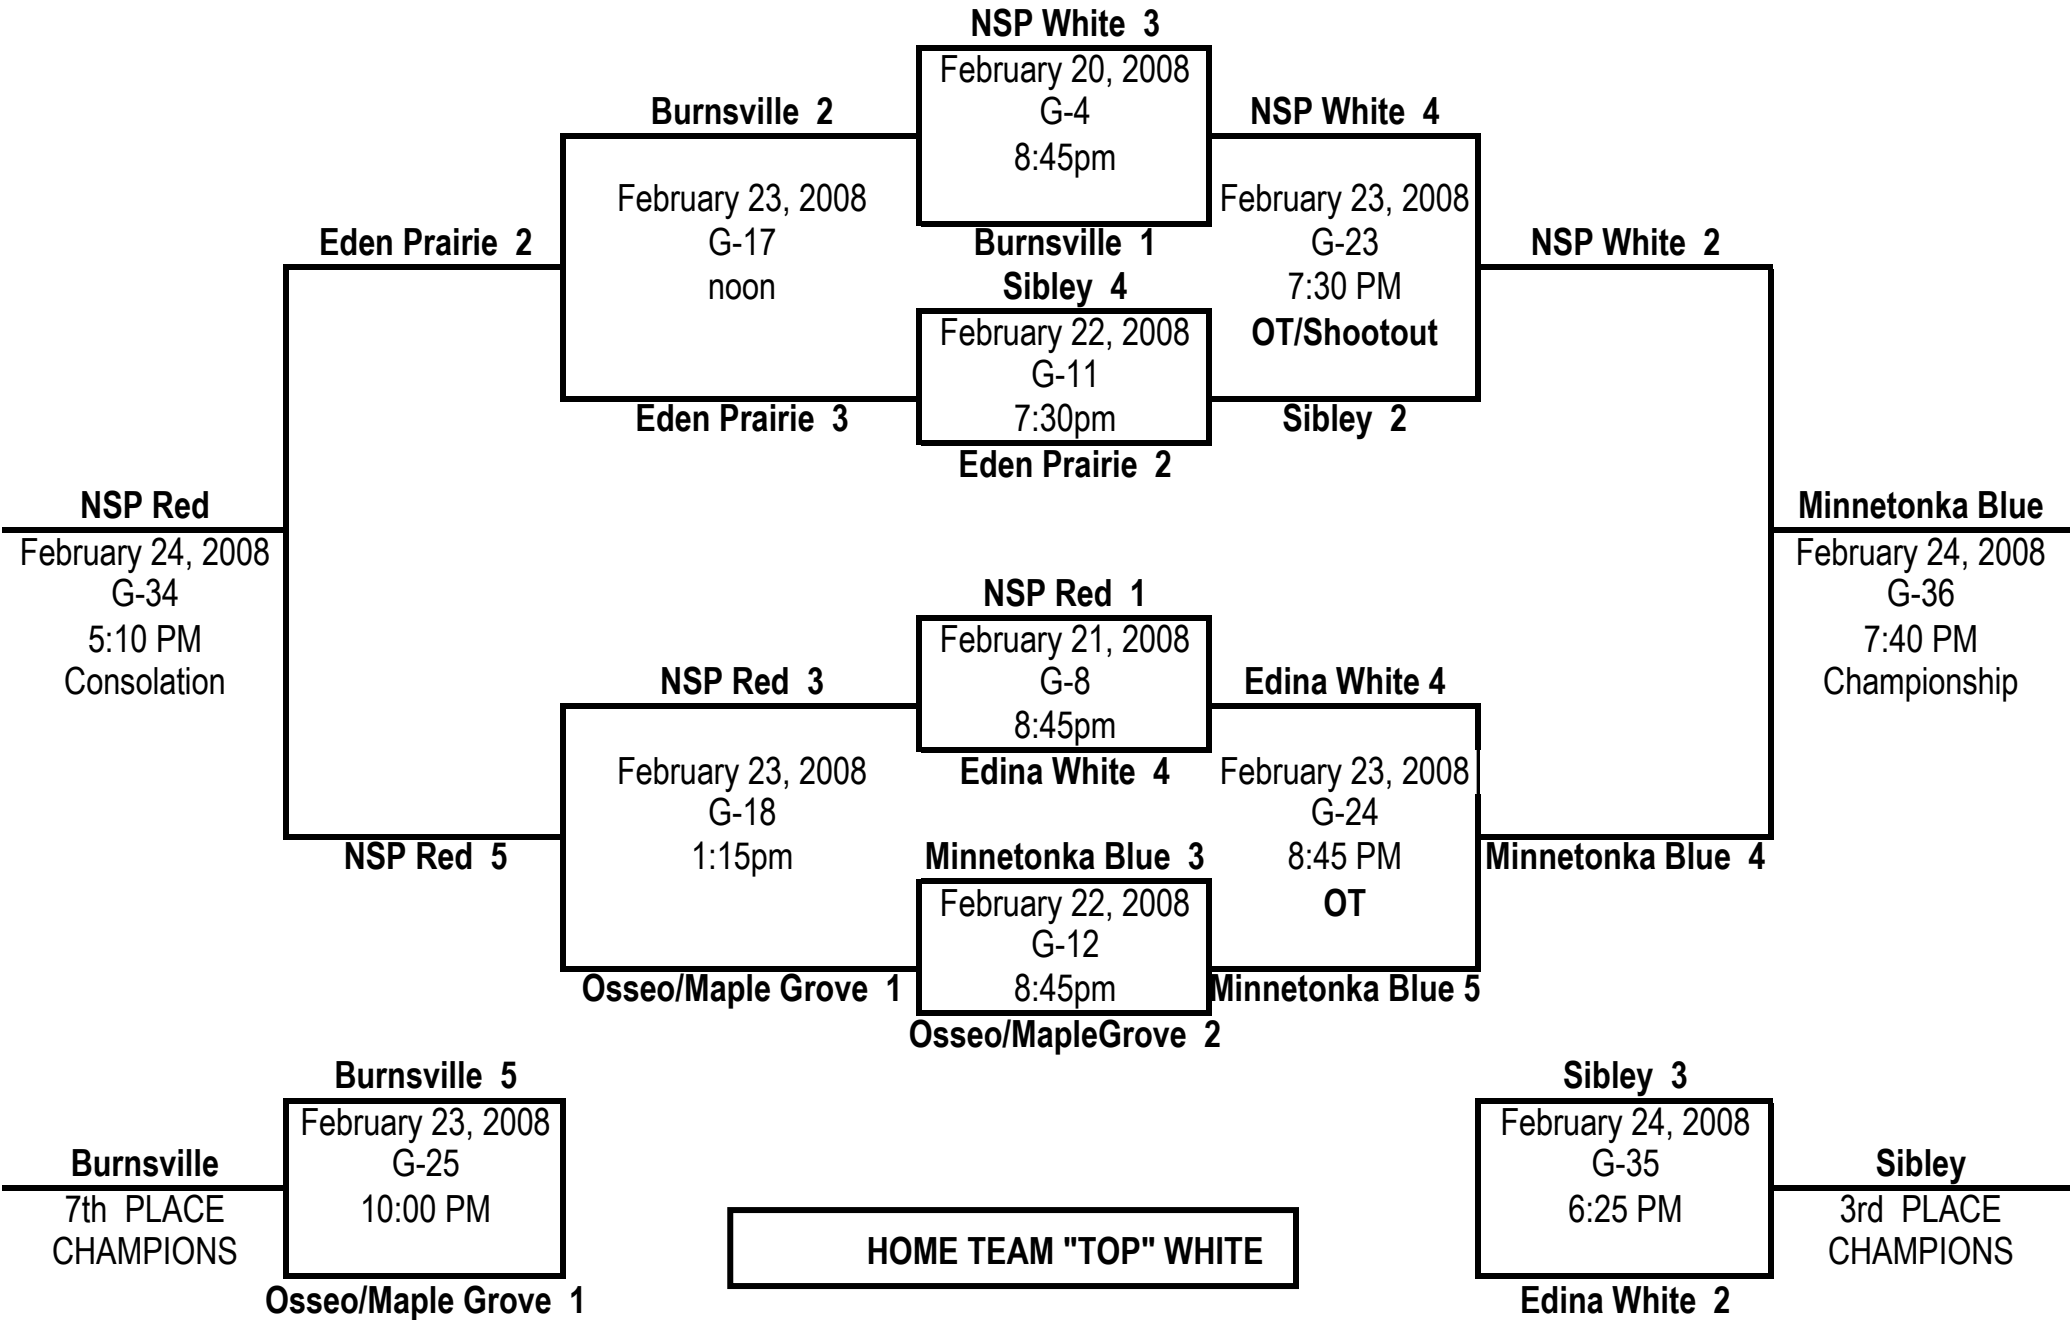 NSP White  3
February 20, 2008
G-4
8:45pm
Burnsville  1
Burnsville  2
February 23, 2008
G-17
noon
Eden Prairie  3
NSP White  4
February 23, 2008
G-23
7:30 PM
OT/Shootout
Sibley  2
Eden Prairie  2
NSP White  2
Sibley  4
February 22, 2008
G-11
7:30pm
Eden Prairie  2
NSP Red
February 24, 2008
G-34
5:10 PM
Consolation
Minnetonka Blue
February 24, 2008
G-36
7:40 PM
Championship
NSP Red  1
February 21, 2008
G-8
8:45pm
Edina White  4
NSP Red  3
February 23, 2008
G-18
1:15pm
Osseo/Maple Grove  1
Edina White 4
February 23, 2008
G-24
8:45 PM
OT
Minnetonka Blue 5
NSP Red  5
Minnetonka Blue  4
Minnetonka Blue  3
February 22, 2008
G-12
8:45pm
Osseo/MapleGrove  2
Burnsville  5
February 23, 2008
G-25
10:00 PM
Osseo/Maple Grove  1
Burnsville
7th  PLACE
CHAMPIONS
HOME TEAM "TOP" WHITE
Sibley  3
February 24, 2008
G-35
6:25 PM
Edina White  2
Sibley
3rd  PLACE
CHAMPIONS